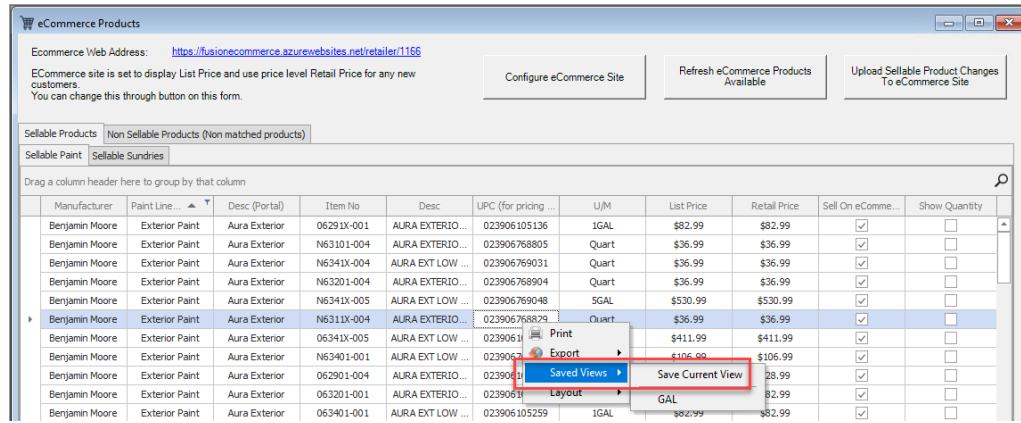 eCommerce Products
Ecommerce Web Address: https://fusionecommerce.azurewebsites.net/retailer/1166
ECommerce site is set to display List Price and use price level Retail Price for any new
customers.
You can change this through button on this form.
Configure eCommerce Site
Refresh eCommerce Products
Available
Upload Sellable Product Changes
To eCommerce Site
Sellable Products Non Sellable Products (Non matched products)
Sellable Paint Sellable Sundries
Drag a column header here to group by that column
Manufacturer Paint Line... Desc (Portal) Item No Desc UPC (for pricing ... U/M List Price Retail Price Sell On eComme... Show Quantity
Benjamin Moore Exterior Paint Aura Exterior 06291X-001 AURA EXTERIO... 023906105136 1GAL $82.99 $82.99
Benjamin Moore Exterior Paint Aura Exterior N63101-004 AURA EXTERIO... 023906768805 Quart $36.99 $36.99
Benjamin Moore Exterior Paint Aura Exterior N6341X-004 AURA EXT LOW ... 023906769031 Quart $36.99 $36.99
Benjamin Moore Exterior Paint Aura Exterior N63201-004 AURA EXTERIO... 023906768904 Quart $36.99 $36.99
Benjamin Moore Exterior Paint Aura Exterior N6341X-005 AURA EXT LOW ... 023906769048 5GAL $530.99 $530.99
Benjamin Moore Exterior Paint Aura Exterior N6311X-004 AURA EXTERIO... 023906768829 Quart $36.99 $36.99
Benjamin Moore Exterior Paint Aura Exterior 06341X-005 AURA EXT LOW ... $411.99 $411.99
Benjamin Moore Exterior Paint Aura Exterior N63401-001 AURA EXT LOW ... $106.99 $106.99
Benjamin Moore Exterior Paint Aura Exterior 062901-004 AURA EXTERIO...
Benjamin Moore Exterior Paint Aura Exterior 063201-001 AURA EXTERIO...
Benjamin Moore Exterior Paint Aura Exterior 063401-001 AURA EXT LOW ... 023906105259 1GAL $82.99 $82.99
Print
Export
Saved Views
Layout
Save Current View
GAL